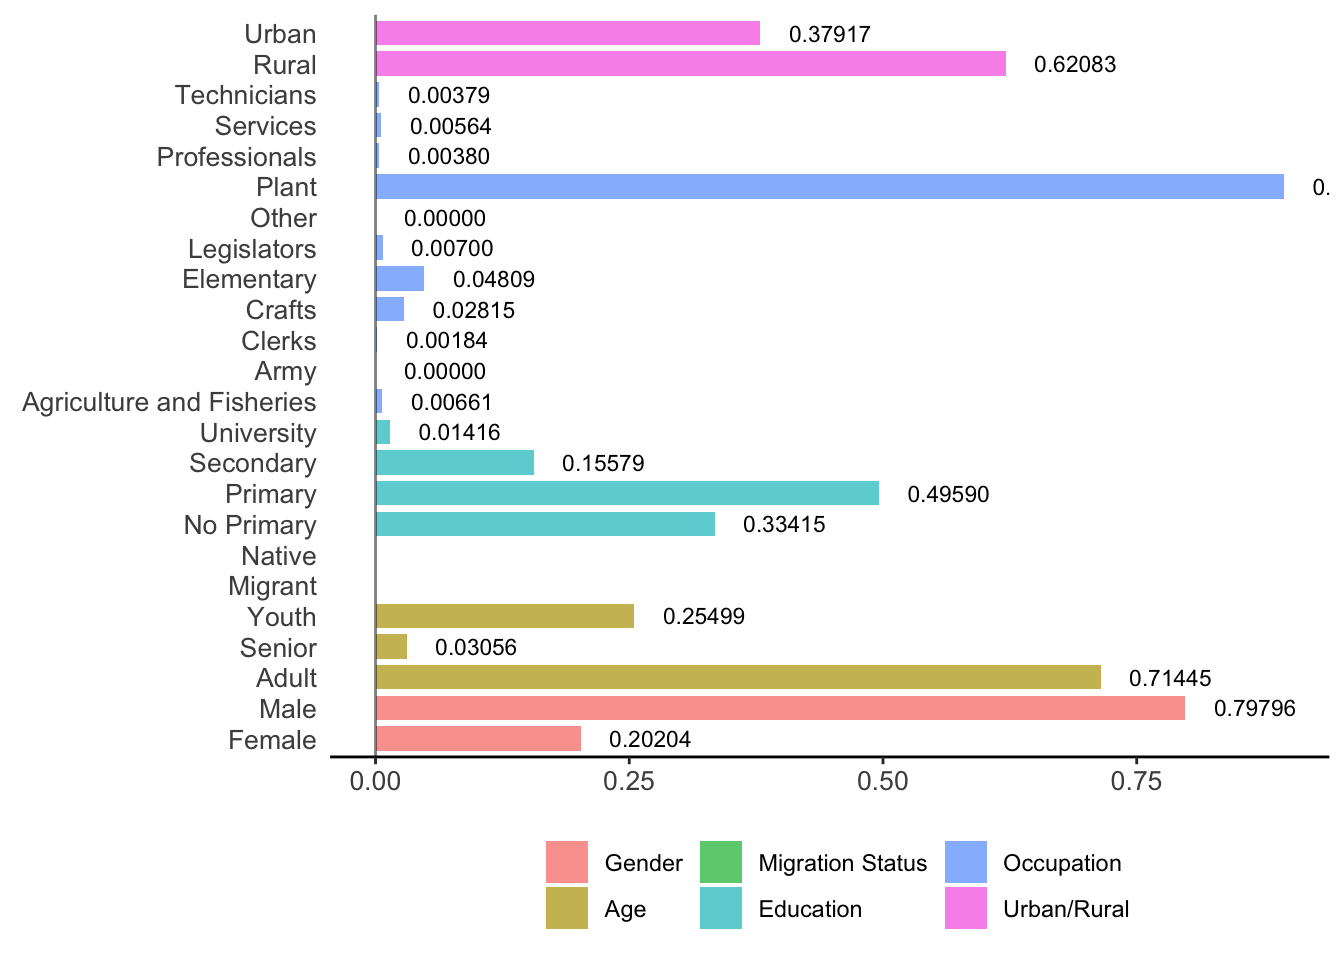 Urban 0.37917
Rural 0.62083
Technicians 0.00379
Services 0.00564
Professionals 0.00380
Plant 0.
Other 0.00000
Legislators 0.00700
Elementary 0.04809
Crafts 0.02815
Clerks 0.00184
Army 0.00000
Agriculture and Fisheries 0.00661
University 0.01416
Secondary 0.15579
Primary 0.49590
No Primary 0.33415
Native
Migrant
Youth 0.25499
Senior 0.03056
Adult 0.71445
Male 0.79796
Female 0.20204
0.00 0.25 0.50 0.75
Gender Migration Status Occupation
Age Education Urban/Rural